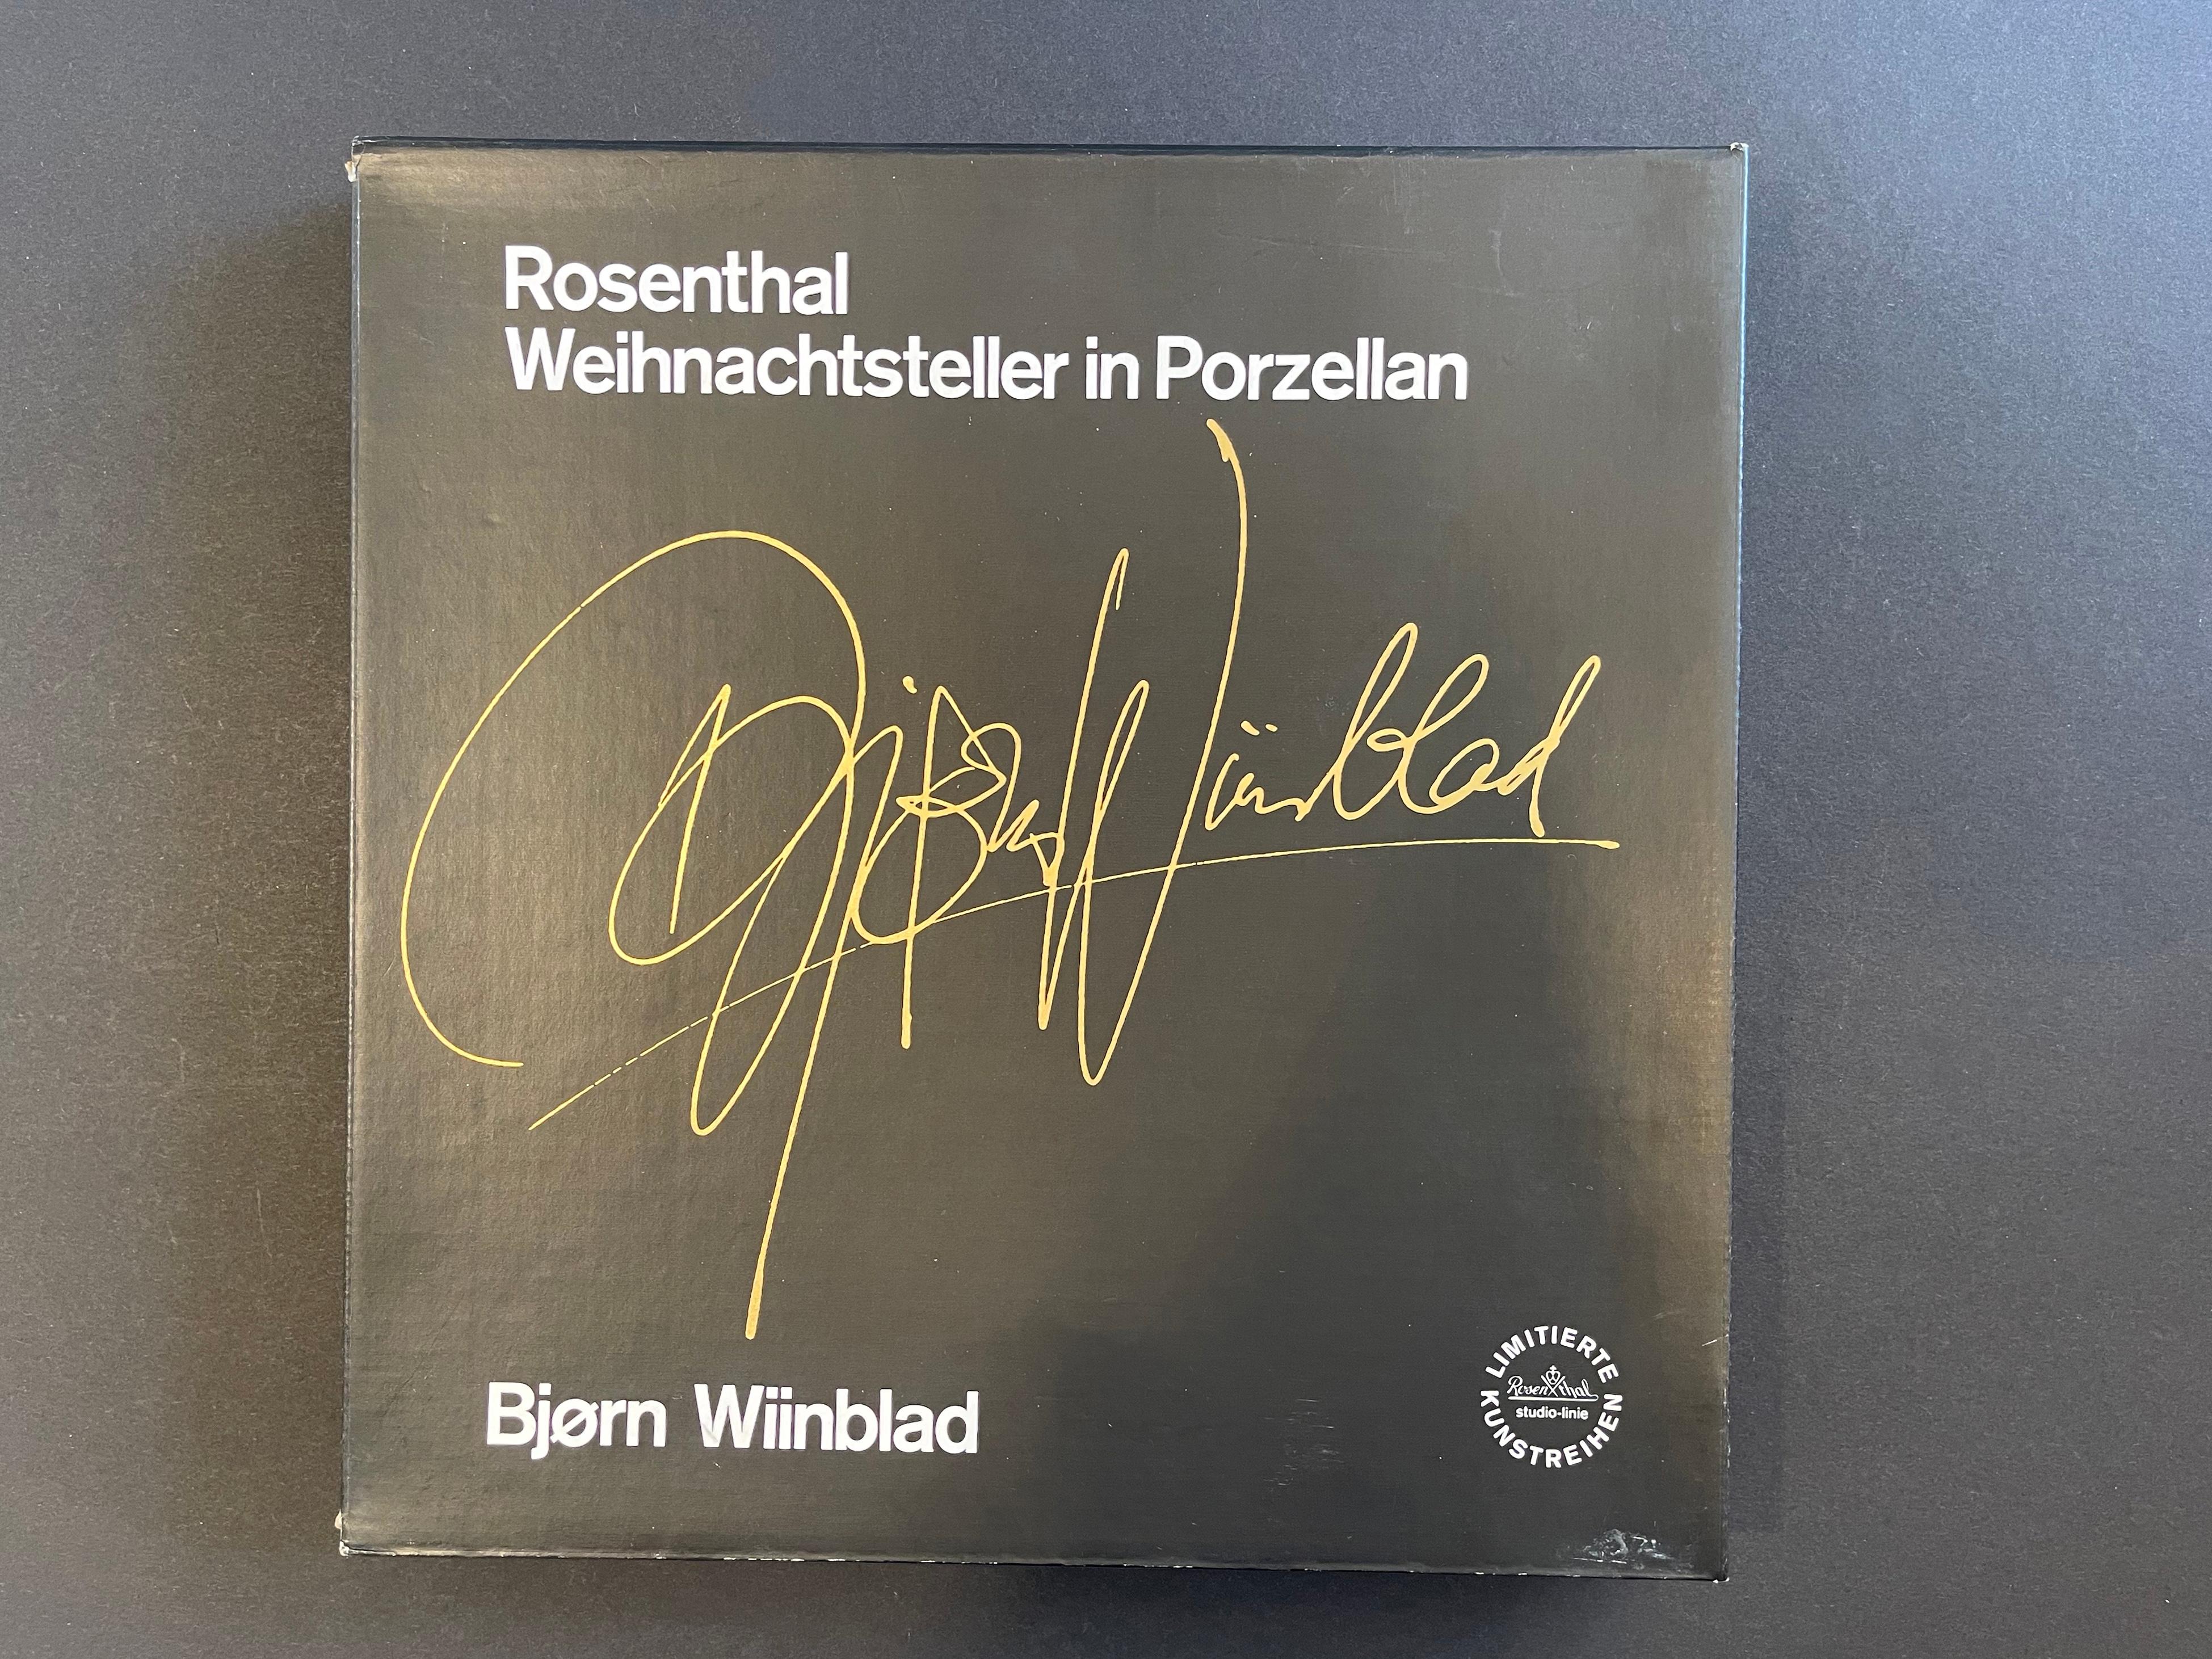 Rosenthal
Weihnachtsteller in Porzellan
Bjørn Wiinblad
Bjørn Wiinblad
LIMITIERTE
Rosenthal
studio-linie
KUNSTREIHEN